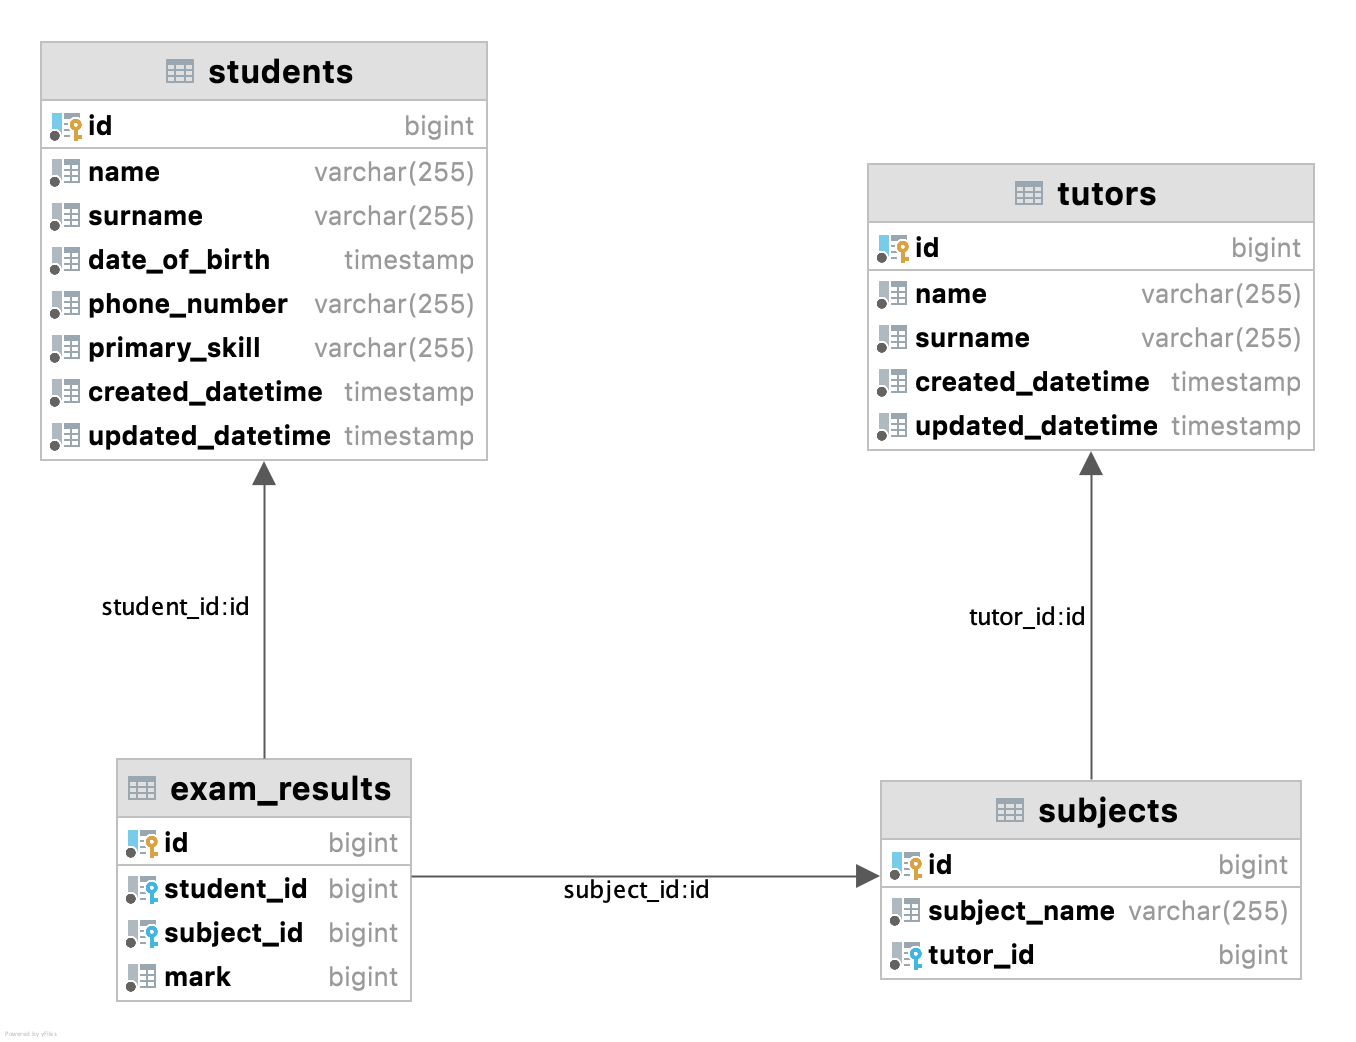 students
id bigint
name varchar(255)
surname varchar(255)
date_of_birth timestamp
phone_number varchar(255)
primary_skill varchar(255)
created_datetime timestamp
updated_datetime timestamp
tutors
id bigint
name varchar(255)
surname varchar(255)
created_datetime timestamp
updated_datetime timestamp
student_id:id
tutor_id:id
exam_results
id bigint
student_id bigint
subject_id bigint
mark bigint
subject_id:id
subjects
id bigint
subject_name varchar(255)
tutor_id bigint
Powered by yFiles